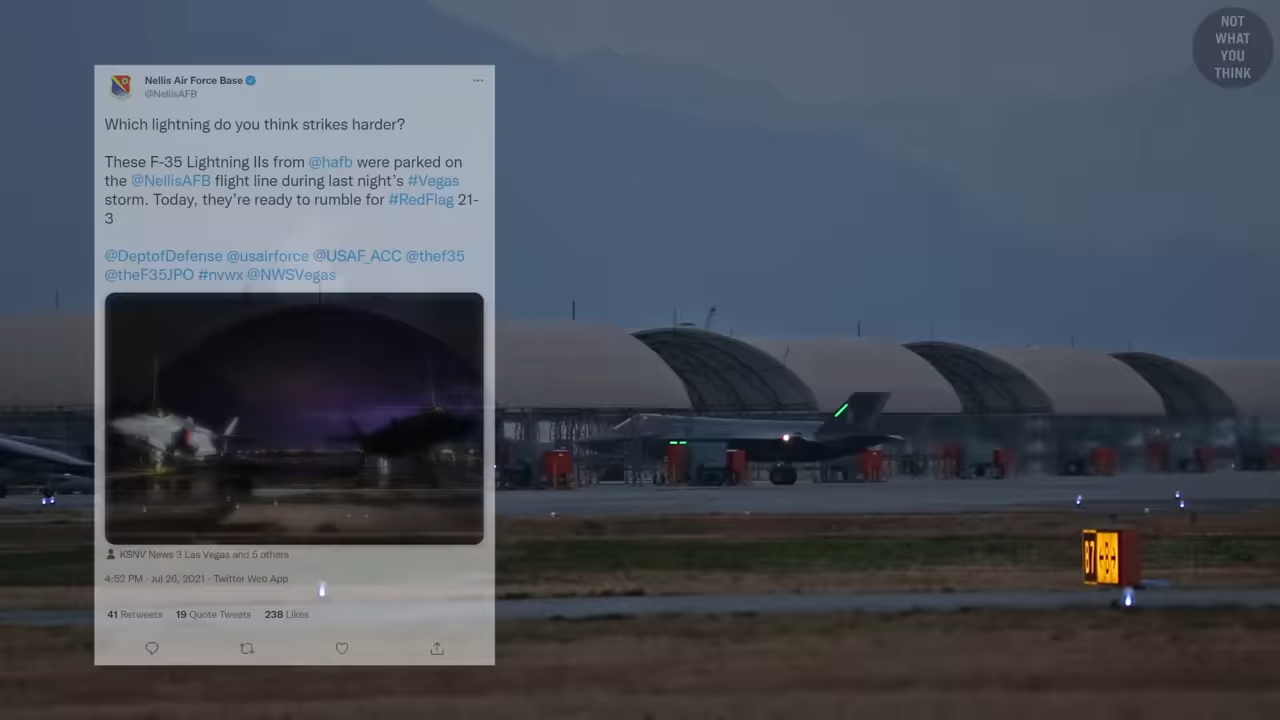 NOT
WHAT
YOU
THINK
Nellis Air Force Base
@NellisAFB
Which lightning do you think strikes harder?
These F-35 Lightning IIs from @hafb were parked on
the @NellisAFB flight line during last night's #Vegas
storm. Today, they're ready to rumble for #RedFlag 21-
3
@DeptofDefense @usairforce @USAF_ACC @thef35
@theF35JPO #nvwx @NWSVegas
KSNV News 3 Las Vegas and 5 others
4:52 PM · Jul 26, 2021 · Twitter Web App
41 Retweets 19 Quote Tweets 238 Likes